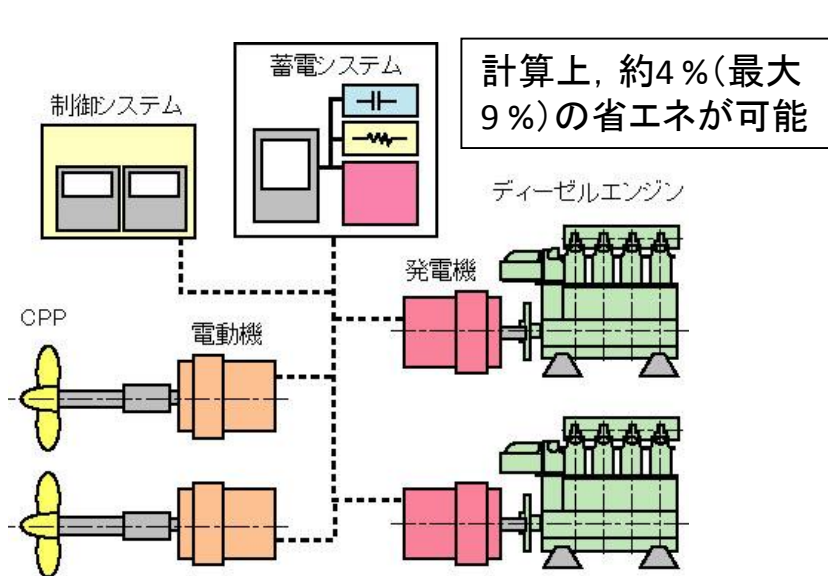 蓄電システム
計算上，約4%(最大
9%)の省エネが可能
制御システム
ディーゼルエンジン
発電機
CPP
電動機